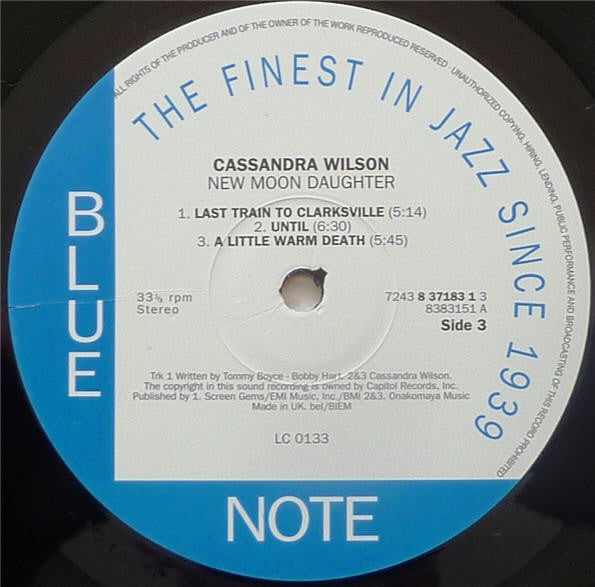 ALL RIGHTS OF THE PRODUCER AND OF THE OWNER OF THE WORK REPRODUCED RESERVED - UNAUTHORIZED COPYING, HIRING, LENDING, PUBLIC PERFORMANCE AND BROADCASTING OF THIS RECORD PROHIBITED
THE FINEST IN JAZZ SINCE 1939
CASSANDRA WILSON
NEW MOON DAUGHTER
1. LAST TRAIN TO CLARKSVILLE (5:14)
2. UNTIL (6:30)
3. A LITTLE WARM DEATH (5:45)
BLUE
33⅓ rpm
Stereo
7243 8 37183 1 3
8383151 A
Side 3
Trk 1 Written by Tommy Boyce - Bobby Hart. 2&3 Cassandra Wilson.
The copyright in this sound recording is owned by Capitol Records, Inc.
Published by 1. Screen Gems/EMI Music, Inc./BMI 2&3. Onakomaya Music
Made in UK. bel/BIEM
LC 0133
NOTE